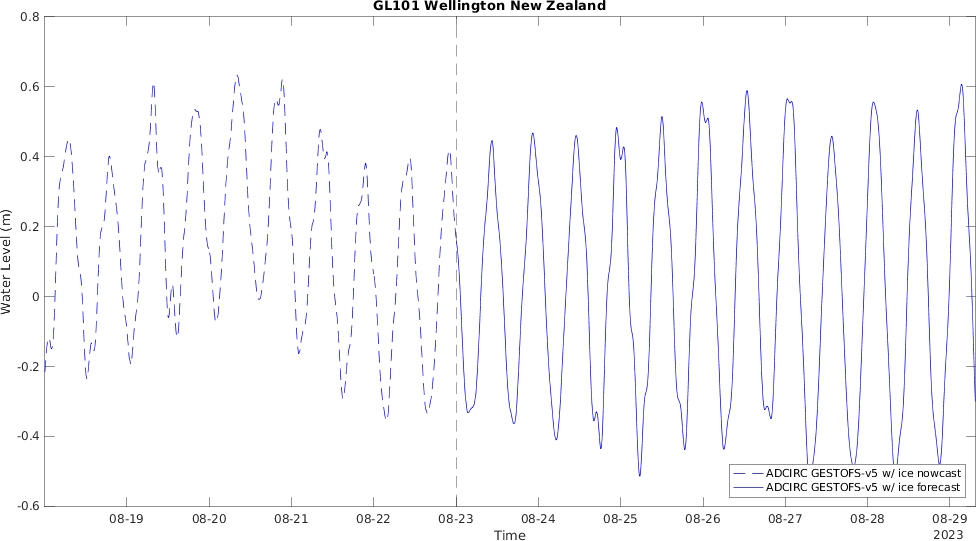 GL101 Wellington New Zealand
Water Level (m)
0.8
0.6
0.4
0.2
0
-0.2
-0.4
-0.6
ADCIRC GESTOFS-v5 w/ ice nowcast
ADCIRC GESTOFS-v5 w/ ice forecast
08-19 08-20 08-21 08-22 08-23 08-24 08-25 08-26 08-27 08-28 08-29
Time
2023